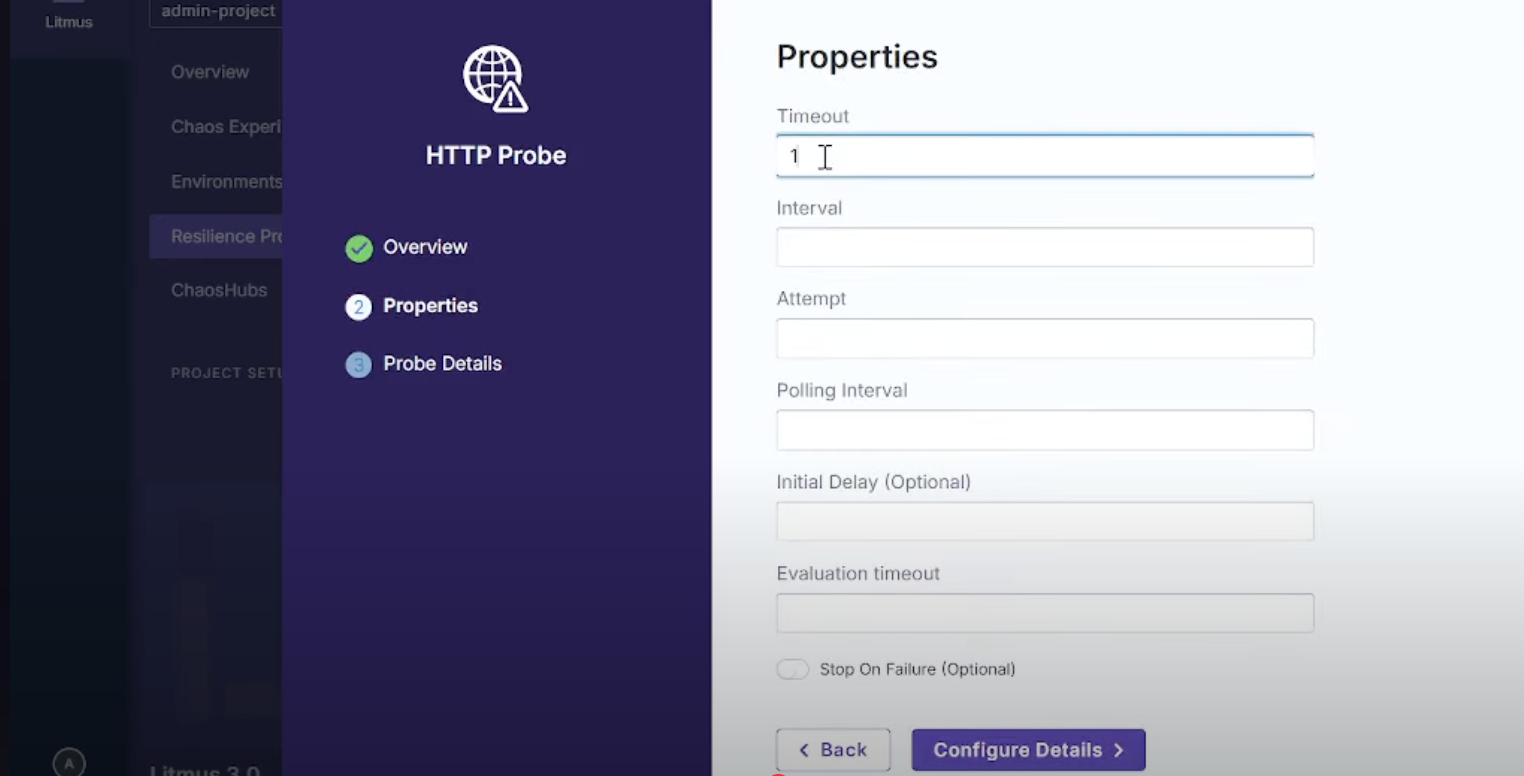 Litmus
admin-project
Overview
Chaos Experi
Environments
Resilience Pro
ChaosHubs
PROJECT SETU
A
Litmus 3.0
HTTP Probe
Overview
2 Properties
3 Probe Details
Properties
Timeout
1
Interval
Attempt
Polling Interval
Initial Delay (Optional)
Evaluation timeout
Stop On Failure (Optional)
Back
Configure Details